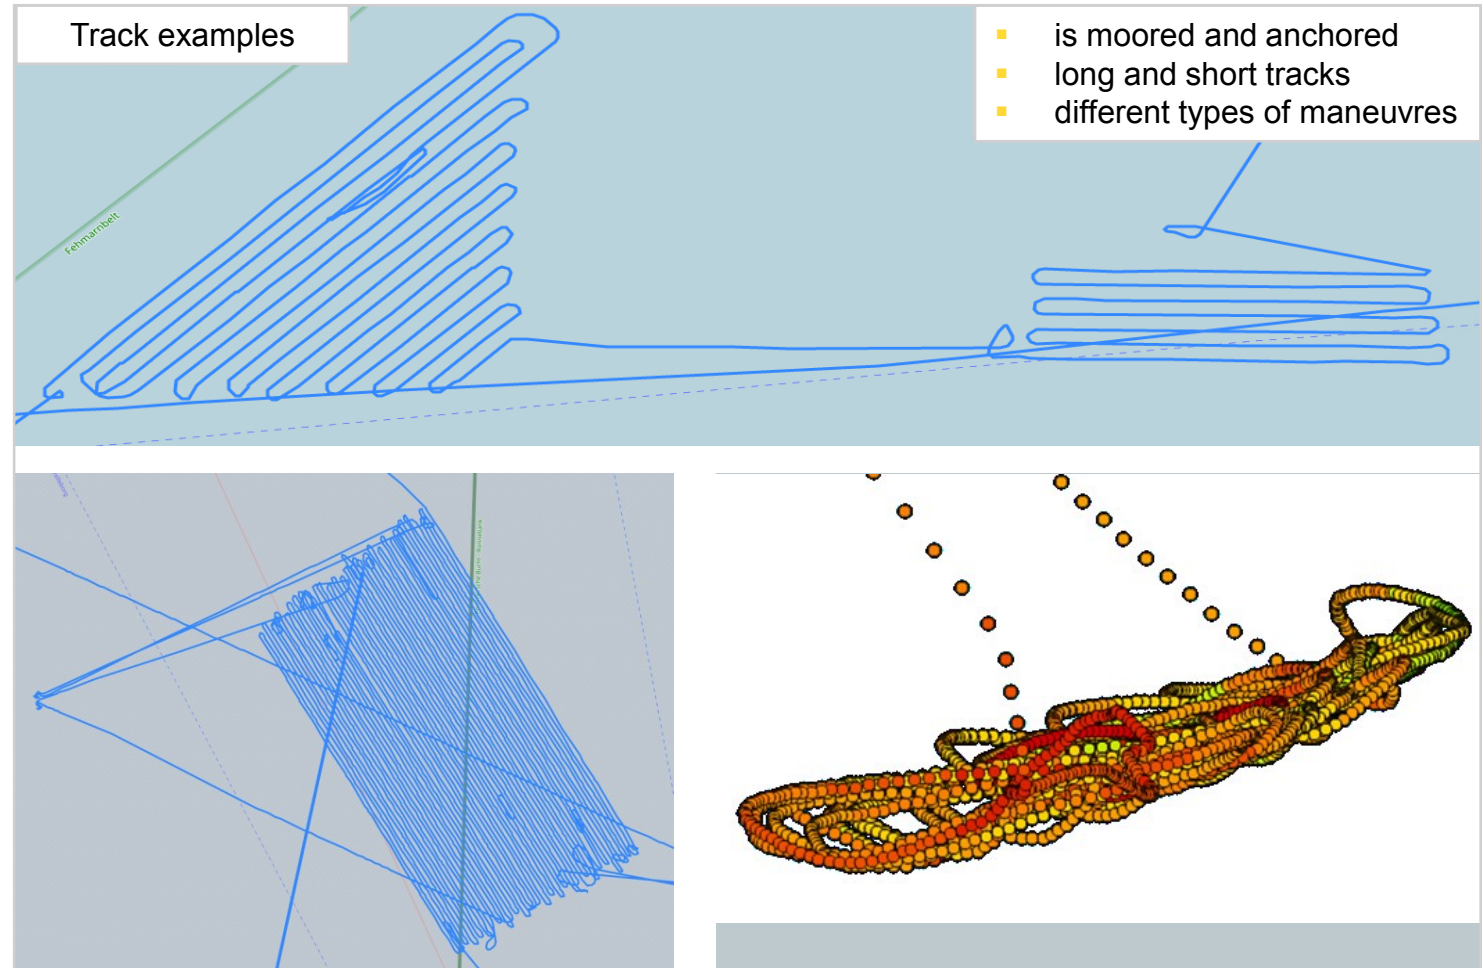 Track examples
is moored and anchored
long and short tracks
different types of maneuvres
Fehmarnbelt